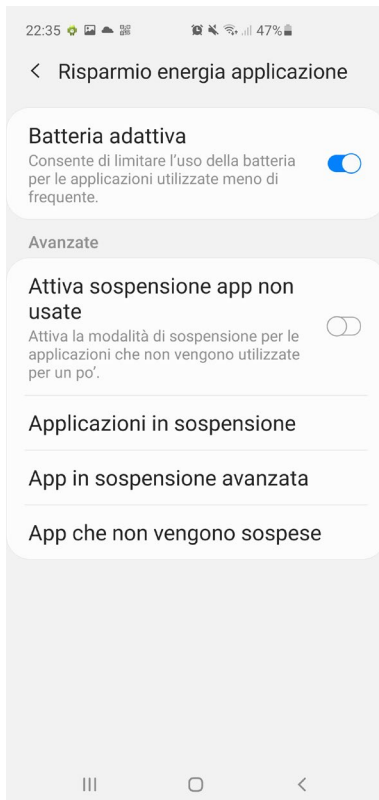 22:35 47%
Risparmio energia applicazione
Batteria adattiva
Consente di limitare l'uso della batteria
per le applicazioni utilizzate meno di
frequente.
Avanzate
Attiva sospensione app non
usate
Attiva la modalità di sospensione per le
applicazioni che non vengono utilizzate
per un po'.
Applicazioni in sospensione
App in sospensione avanzata
App che non vengono sospese